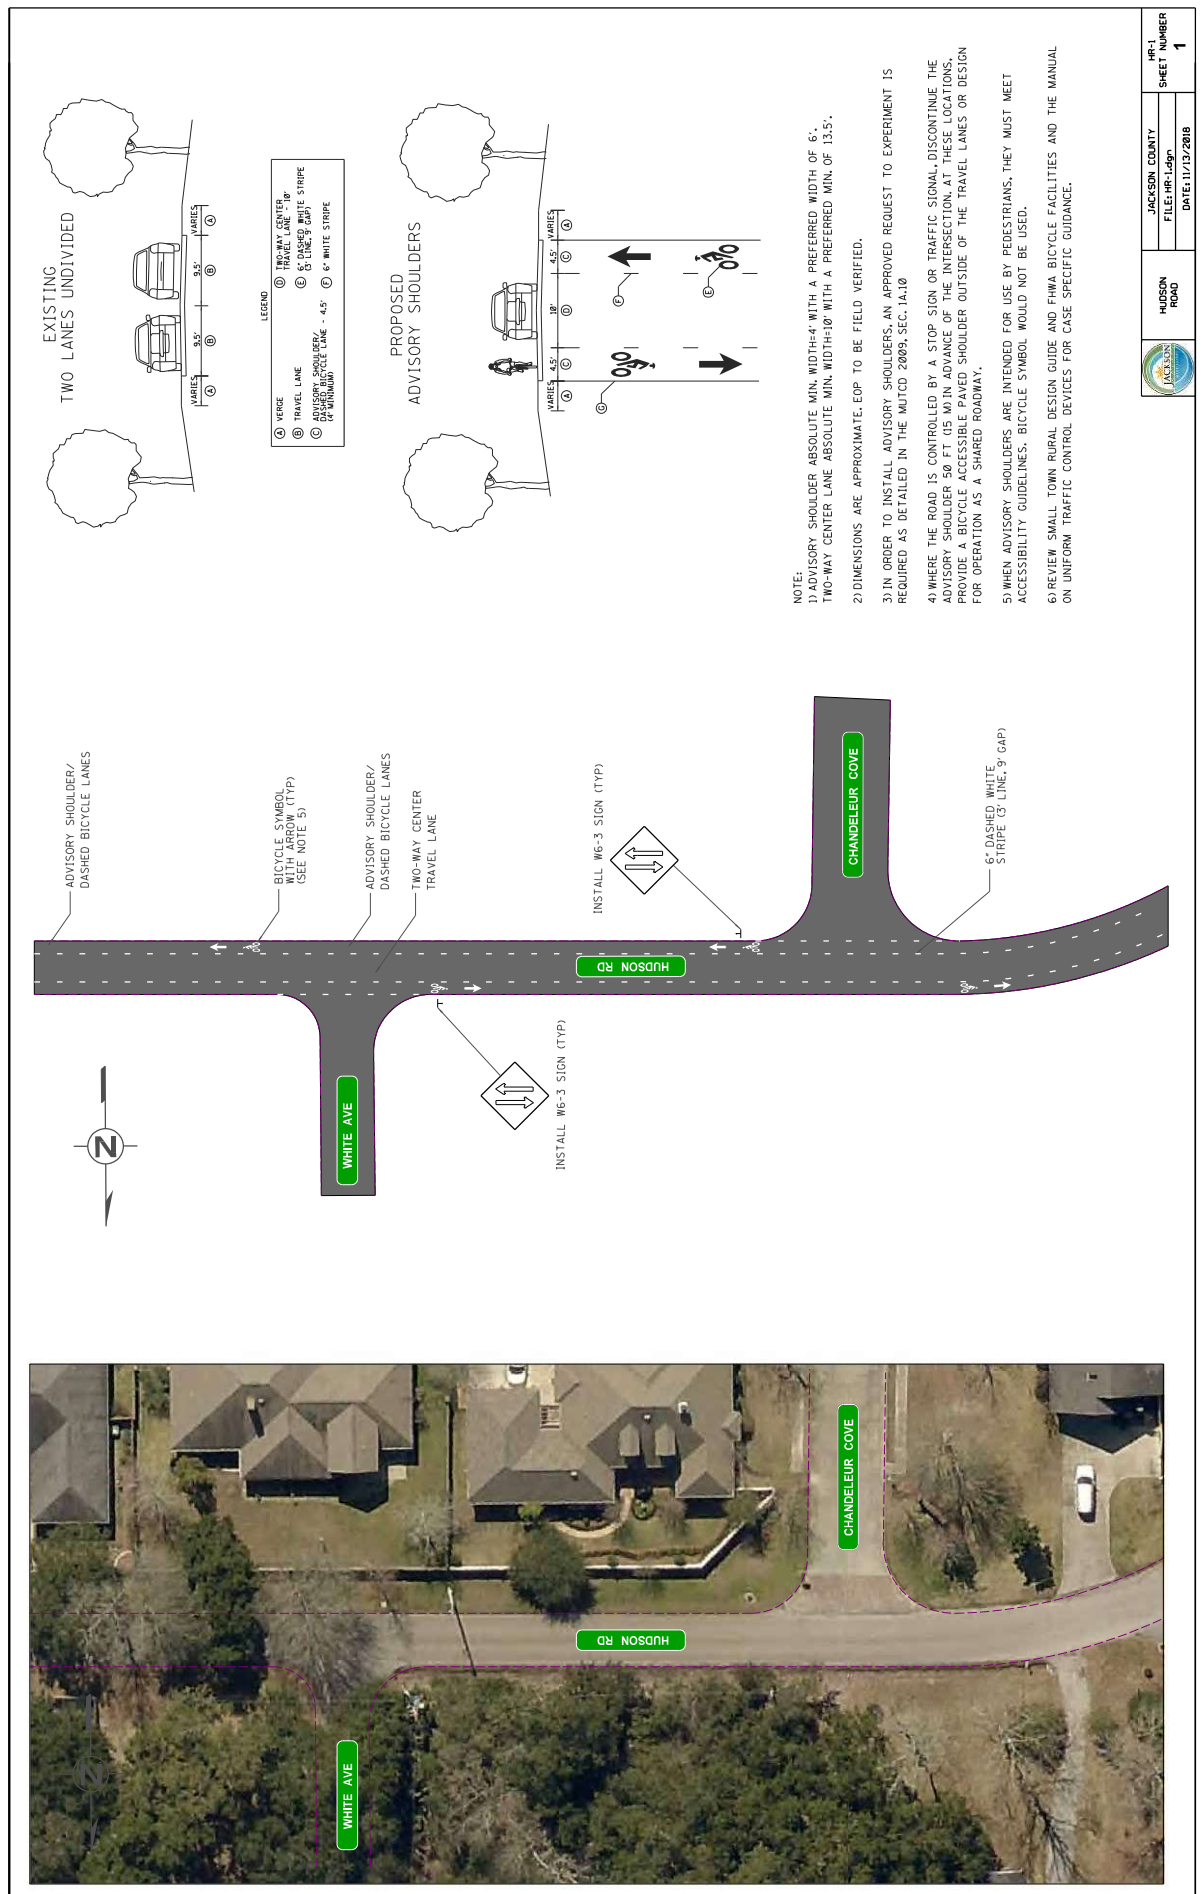 EXISTING
TWO LANES UNDIVIDED
VARIES
9.5'
9.5'
VARIES
A
B
B
A
LEGEND
A VERGE
B TRAVEL LANE
C ADVISORY SHOULDER/
DASHED BICYCLE LANE - 4.5'
(4' MINIMUM)
D TWO-WAY CENTER
TRAVEL LANE - 10'
E 6" DASHED WHITE STRIPE
(3' LINE, 9' GAP)
F 6" WHITE STRIPE
PROPOSED
ADVISORY SHOULDERS
VARIES
4.5'
10'
4.5'
VARIES
A
C
D
C
A
G
F
E
NOTE:
1) ADVISORY SHOULDER ABSOLUTE MIN. WIDTH=4' WITH A PREFERRED WIDTH OF 6'.
TWO-WAY CENTER LANE ABSOLUTE MIN. WIDTH=10' WITH A PREFERRED MIN. OF 13.5'.
2) DIMENSIONS ARE APPROXIMATE. EOP TO BE FIELD VERIFIED.
3) IN ORDER TO INSTALL ADVISORY SHOULDERS, AN APPROVED REQUEST TO EXPERIMENT IS
REQUIRED AS DETAILED IN THE MUTCD 2009, SEC. 1A.10
4) WHERE THE ROAD IS CONTROLLED BY A STOP SIGN OR TRAFFIC SIGNAL, DISCONTINUE THE
ADVISORY SHOULDER 50 FT (15 M) IN ADVANCE OF THE INTERSECTION. AT THESE LOCATIONS,
PROVIDE A BICYCLE ACCESSIBLE PAVED SHOULDER OUTSIDE OF THE TRAVEL LANES OR DESIGN
FOR OPERATION AS A SHARED ROADWAY.
5) WHEN ADVISORY SHOULDERS ARE INTENDED FOR USE BY PEDESTRIANS, THEY MUST MEET
ACCESSIBILITY GUIDELINES. BICYCLE SYMBOL WOULD NOT BE USED.
6) REVIEW SMALL TOWN RURAL DESIGN GUIDE AND FHWA BICYCLE FACILITIES AND THE MANUAL
ON UNIFORM TRAFFIC CONTROL DEVICES FOR CASE SPECIFIC GUIDANCE.
ADVISORY SHOULDER/
DASHED BICYCLE LANES
BICYCLE SYMBOL
WITH ARROW (TYP)
(SEE NOTE 5)
ADVISORY SHOULDER/
DASHED BICYCLE LANES
TWO-WAY CENTER
TRAVEL LANE
INSTALL W6-3 SIGN (TYP)
CHANDELEUR COVE
6" DASHED WHITE
STRIPE (3' LINE, 9' GAP)
HUDSON RD
WHITE AVE
INSTALL W6-3 SIGN (TYP)
N
CHANDELEUR COVE
HUDSON RD
WHITE AVE
N
JACKSON
HUDSON
ROAD
JACKSON COUNTY
FILE: HR-1.dgn
DATE: 11/13/2018
HR-1
SHEET NUMBER
1